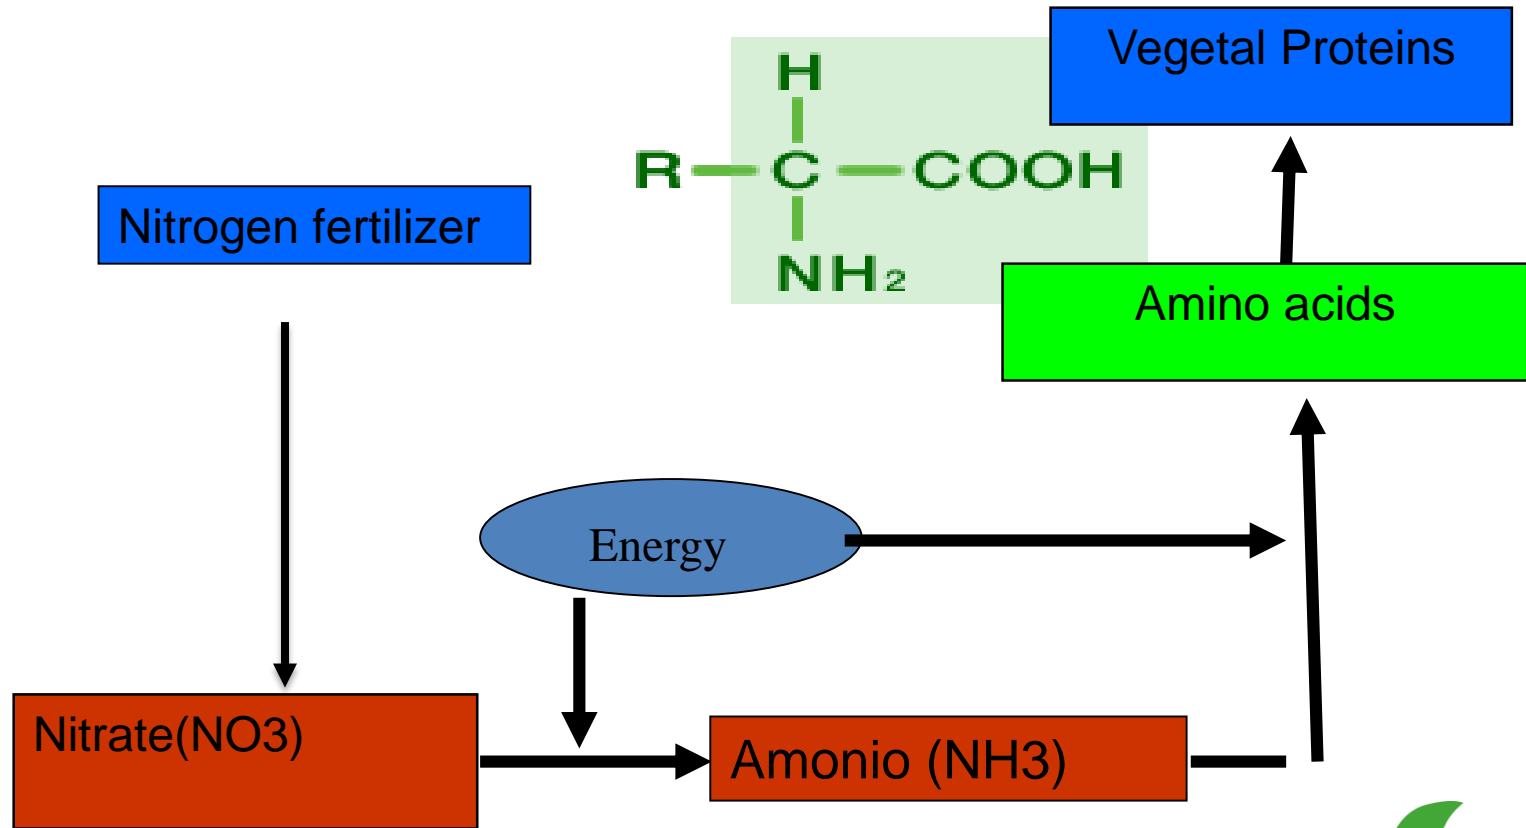 Vegetal Proteins
H
R — C — COOH
NH₂
Nitrogen fertilizer
Amino acids
Energy
Nitrate(NO3)
Amonio (NH3)